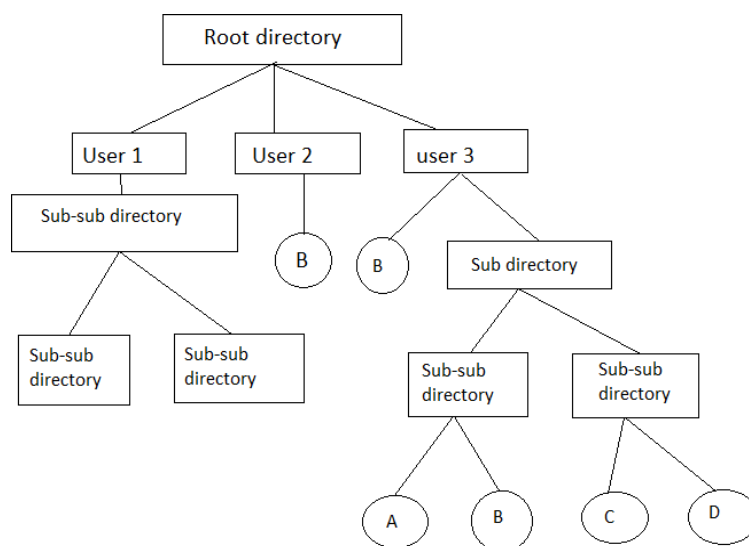 Root directory
User 1
User 2
user 3
Sub-sub directory
B
B
Sub directory
Sub-sub
directory
Sub-sub
directory
Sub-sub
directory
Sub-sub
directory
A
B
C
D